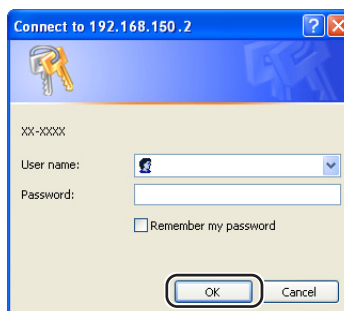 Connect to 192.168.150.2
XX-XXXX
User name:
Password:
Remember my password
OK
Cancel